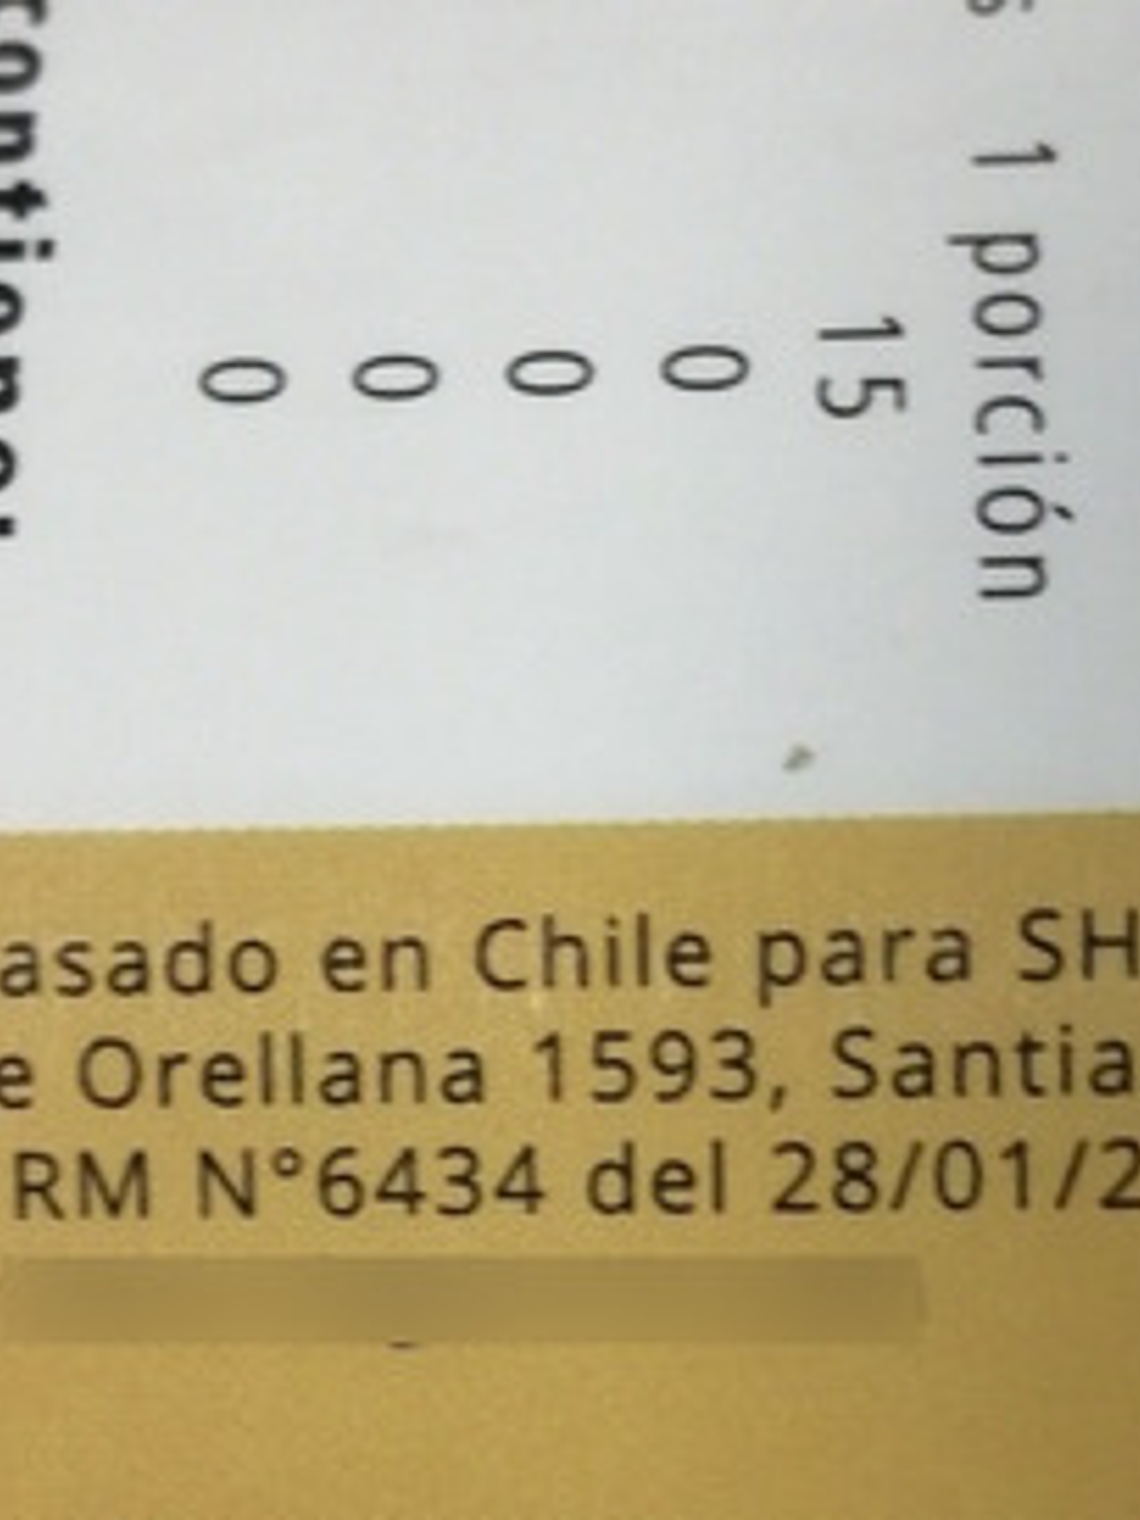 1 porción
15
0
0
0
0
asado en Chile para SH
e Orellana 1593, Santia
RM N°6434 del 28/01/2